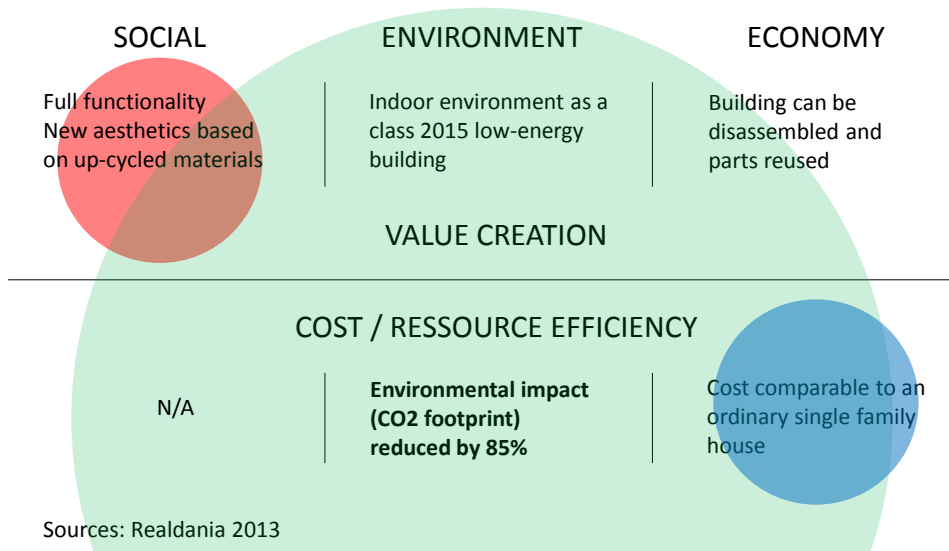 SOCIAL
ENVIRONMENT
ECONOMY
Full functionality
New aesthetics based
on up-cycled materials
Indoor environment as a
class 2015 low-energy
building
Building can be
disassembled and
parts reused
VALUE CREATION
COST / RESSOURCE EFFICIENCY
N/A
Environmental impact
(CO2 footprint)
reduced by 85%
Cost comparable to an
ordinary single family
house
Sources: Realdania 2013